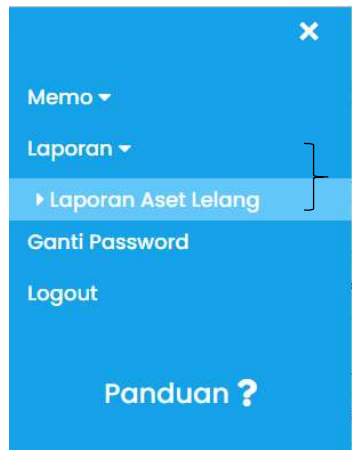 Memo
Laporan
Laporan Aset Lelang
Ganti Password
Logout
Panduan ?